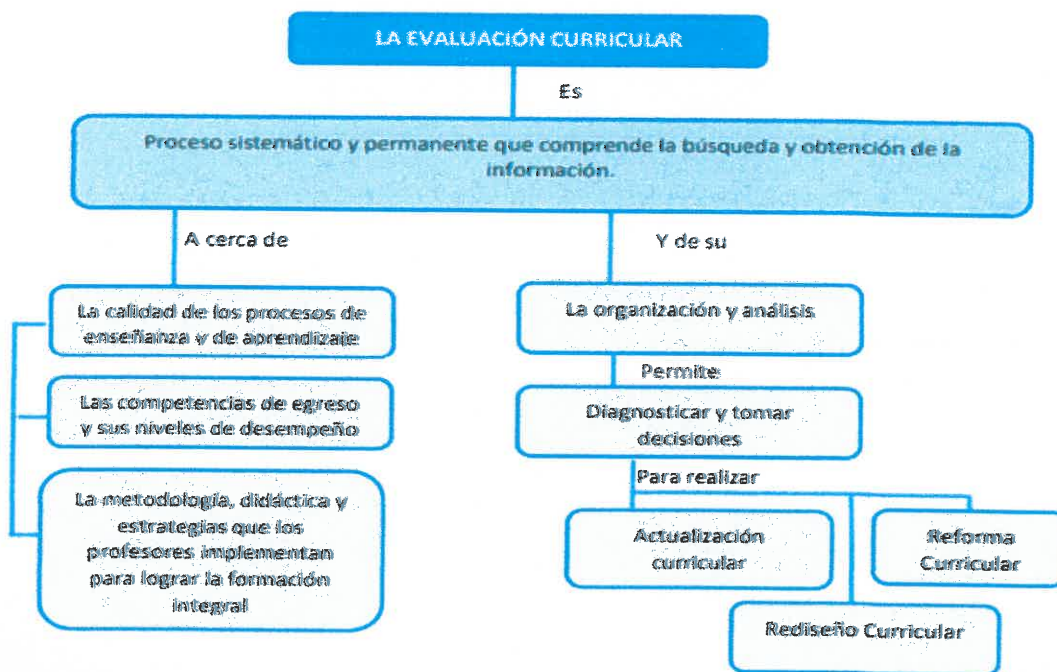 LA EVALUACIÓN CURRICULAR
Es
Proceso sistemático y permanente que comprende la búsqueda y obtención de la
información.
A cerca de
La calidad de los procesos de
enseñanza y de aprendizaje
Las competencias de egreso
y sus niveles de desempeño
La metodología, didáctica y
estrategias que los
profesores implementan
para lograr la formación
integral
Y de su
La organización y análisis
Permite
Diagnosticar y tomar
decisiones
Para realizar
Actualización
curricular
Reforma
Curricular
Rediseño Curricular